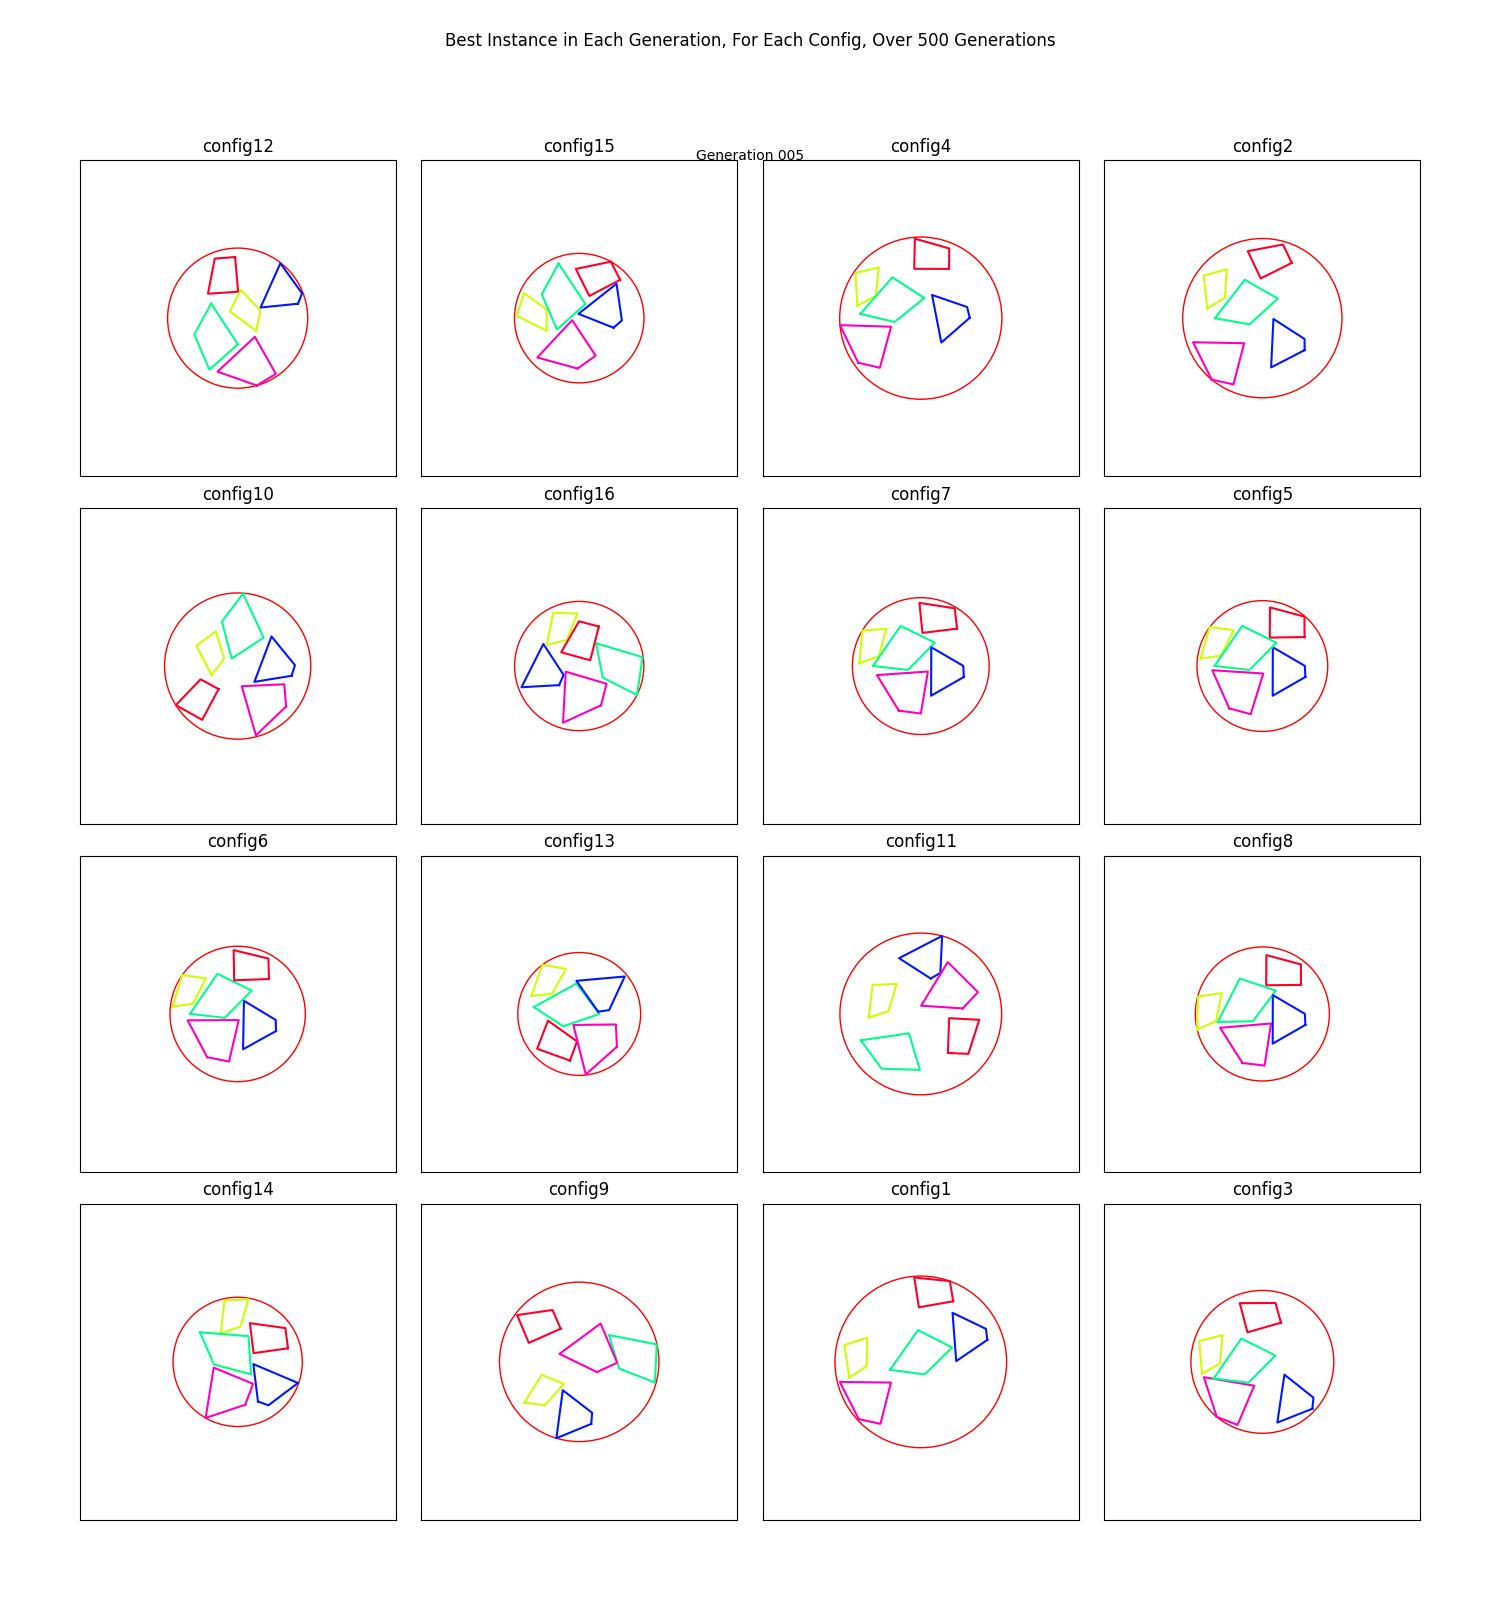 Best Instance in Each Generation, For Each Config, Over 500 Generations
Generation 005
config12
config15
config4
config2
config10
config16
config7
config5
config6
config13
config11
config8
config14
config9
config1
config3